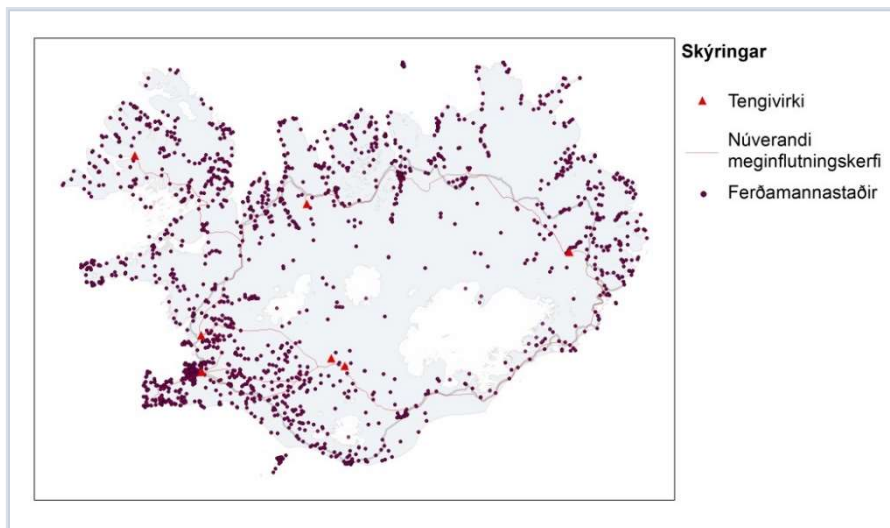 Skýringar
Tengivirki
Núverandi
meginflutningskerfi
Ferðamannastaðir